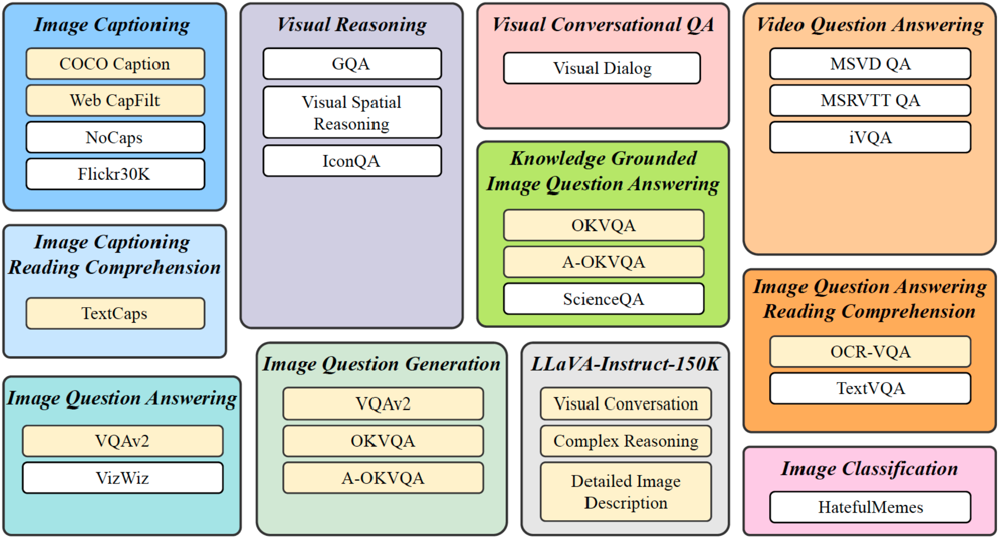 Image Captioning
COCO Caption
Web CapFilt
NoCaps
Flickr30K
Image Captioning
Reading Comprehension
TextCaps
Image Question Answering
VQAv2
VizWiz
Visual Reasoning
GQA
Visual Spatial
Reasoning
IconQA
Image Question Generation
VQAv2
OKVQA
A-OKVQA
Visual Conversational QA
Visual Dialog
Knowledge Grounded
Image Question Answering
OKVQA
A-OKVQA
ScienceQA
LLaVA-Instruct-150K
Visual Conversation
Complex Reasoning
Detailed Image
Description
Video Question Answering
MSVD QA
MSRVTT QA
iVQA
Image Question Answering
Reading Comprehension
OCR-VQA
TextVQA
Image Classification
HatefulMemes